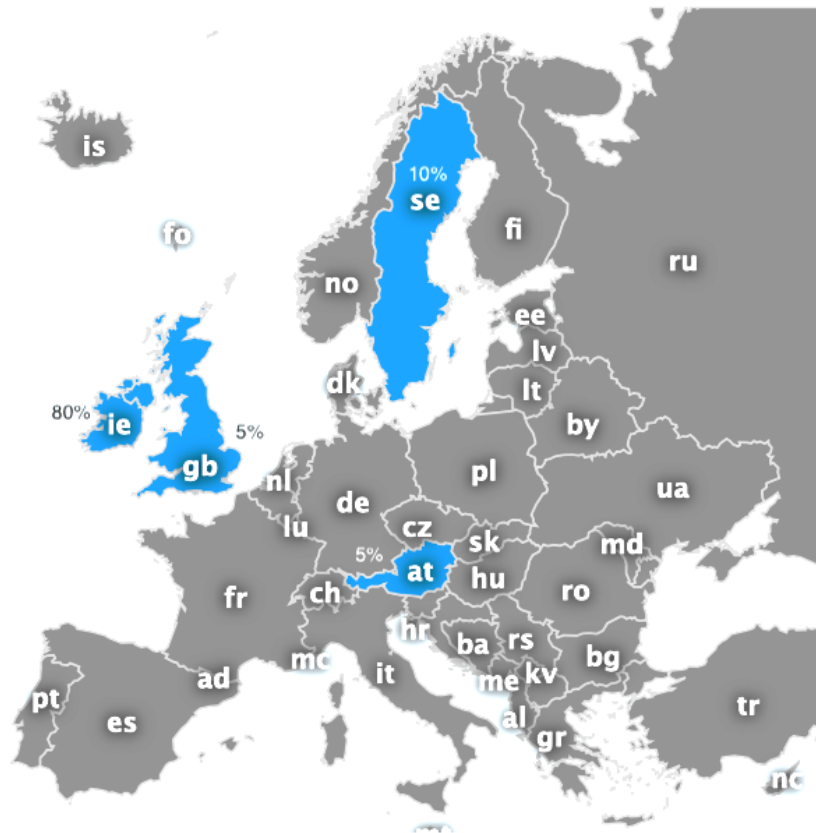 is
10%
se
fo
fi
ru
no
ee
lv
dk
lt
80%
ie
by
5%
gb
pl
nl
ua
de
lu
cz
sk
md
5%
at
hu
ch
ro
fr
hr
ba
rs
bg
mc
ad
it
me
kv
pt
tr
es
al
gr
nc